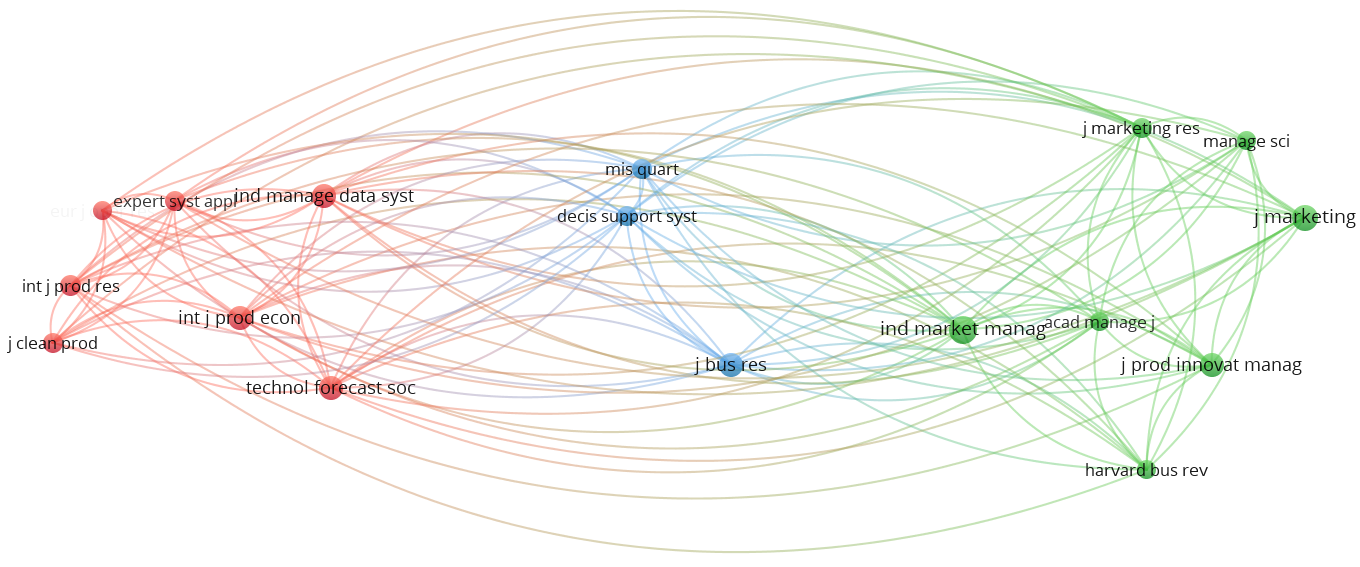 j marketing res
manage sci
mis quart
expert syst appl
ind manage data syst
eur j
decis support syst
j marketing
int j prod res
int j prod econ
ind market manag
acad manage j
j clean prod
j bus res
j prod innovat manag
technol forecast soc
harvard bus rev